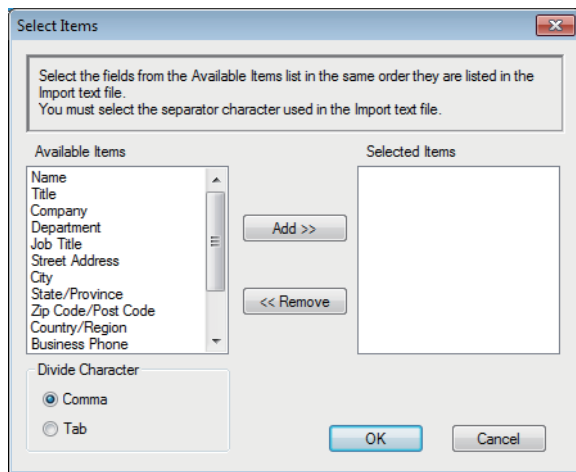 Select Items
Select the fields from the Available Items list in the same order they are listed in the
Import text file.
You must select the separator character used in the Import text file.
Available Items
Selected Items
Name
Title
Company
Department
Job Title
Street Address
City
State/Province
Zip Code/Post Code
Country/Region
Business Phone
Add >>
<< Remove
Divide Character
Comma
Tab
OK
Cancel